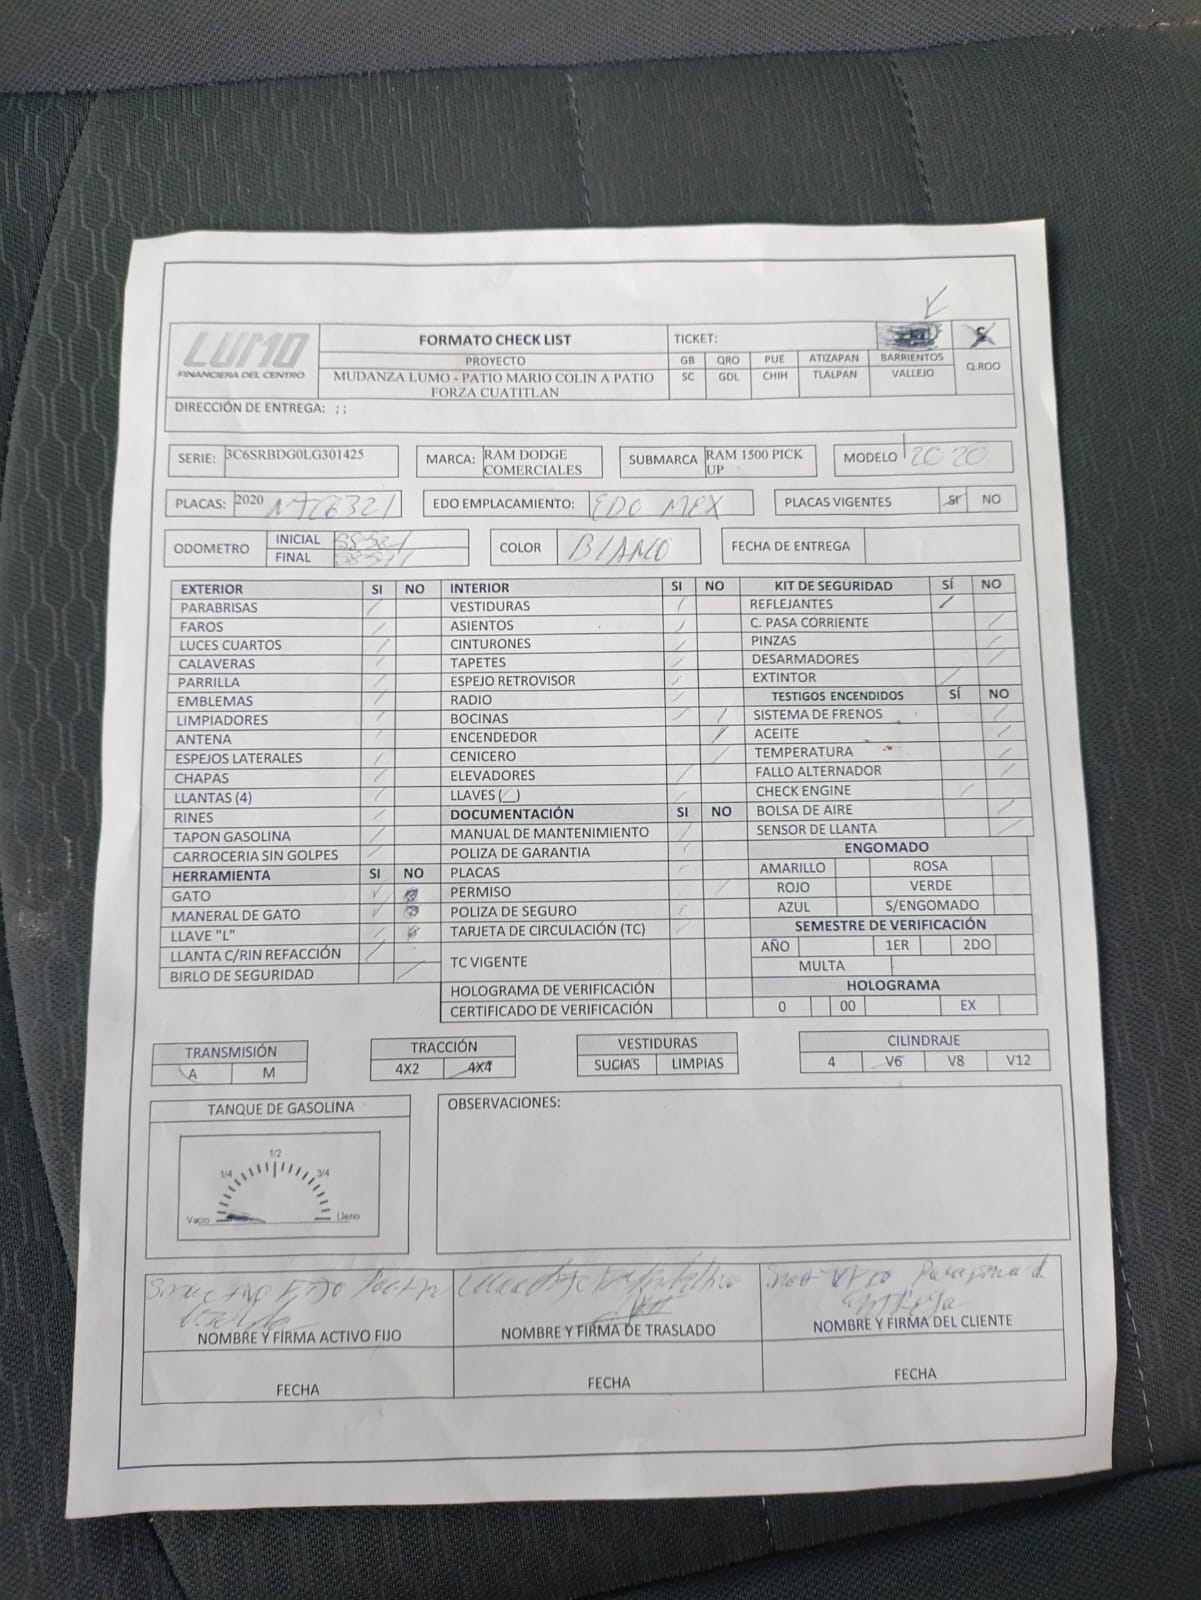 LUMO
FINANCIERA DEL CENTRO
FORMATO CHECK LIST
PROYECTO
MUDANZA LUMO - PATIO MARIO COLIN A PATIO
FORZA CUATITLAN
TICKET:
GB QRO PUE ATIZAPAN BARRIENTOS
SC GDL CHIH TLALPAN VALLEJO Q.ROO
DIRECCIÓN DE ENTREGA: ; ;
SERIE: 3C6SRBDG0LG301425
MARCA: RAM DODGE
COMERCIALES
SUBMARCA RAM 1500 PICK
UP
MODELO 2020
PLACAS: 2020
EDO EMPLACAMIENTO: EDO MEX
PLACAS VIGENTES SI NO
ODOMETRO INICIAL
FINAL
COLOR BlANCO
FECHA DE ENTREGA
EXTERIOR SI NO
PARABRISAS
FAROS
LUCES CUARTOS
CALAVERAS
PARRILLA
EMBLEMAS
LIMPIADORES
ANTENA
ESPEJOS LATERALES
CHAPAS
LLANTAS (4)
RINES
TAPON GASOLINA
CARROCERIA SIN GOLPES
HERRAMIENTA SI NO
GATO
MANERAL DE GATO
LLAVE "L"
LLANTA C/RIN REFACCIÓN
BIRLO DE SEGURIDAD
INTERIOR SI NO
VESTIDURAS
ASIENTOS
CINTURONES
TAPETES
ESPEJO RETROVISOR
RADIO
BOCINAS
ENCENDEDOR
CENICERO
ELEVADORES
LLAVES (__)
DOCUMENTACIÓN SI NO
MANUAL DE MANTENIMIENTO
POLIZA DE GARANTIA
PLACAS
PERMISO
POLIZA DE SEGURO
TARJETA DE CIRCULACIÓN (TC)
TC VIGENTE
HOLOGRAMA DE VERIFICACIÓN
CERTIFICADO DE VERIFICACIÓN
KIT DE SEGURIDAD SÍ NO
REFLEJANTES
C. PASA CORRIENTE
PINZAS
DESARMADORES
EXTINTOR
TESTIGOS ENCENDIDOS SÍ NO
SISTEMA DE FRENOS
ACEITE
TEMPERATURA
FALLO ALTERNADOR
CHECK ENGINE
BOLSA DE AIRE
SENSOR DE LLANTA
ENGOMADO
AMARILLO ROSA
ROJO VERDE
AZUL S/ENGOMADO
SEMESTRE DE VERIFICACIÓN
AÑO 1ER 2DO
MULTA
HOLOGRAMA
0 00 EX
TRANSMISIÓN
A M
TRACCIÓN
4X2 4X4
VESTIDURAS
SUCIAS LIMPIAS
CILINDRAJE
4 V6 V8 V12
TANQUE DE GASOLINA
1/2
1/4 3/4
Vacio Lleno
OBSERVACIONES:
NOMBRE Y FIRMA ACTIVO FIJO
NOMBRE Y FIRMA DE TRASLADO
NOMBRE Y FIRMA DEL CLIENTE
FECHA
FECHA
FECHA